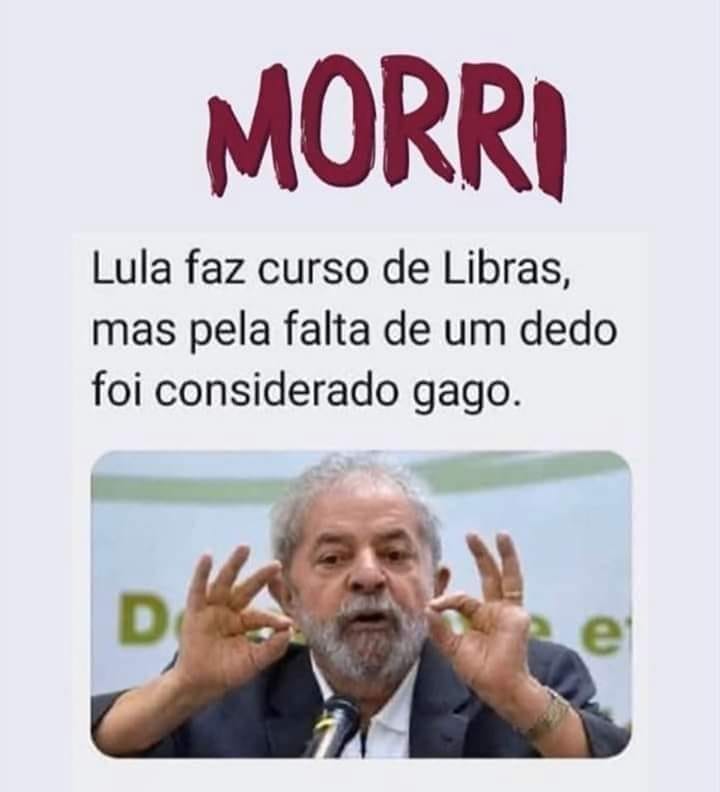 MORRI
Lula faz curso de Libras,
mas pela falta de um dedo
foi considerado gago.
D
e e